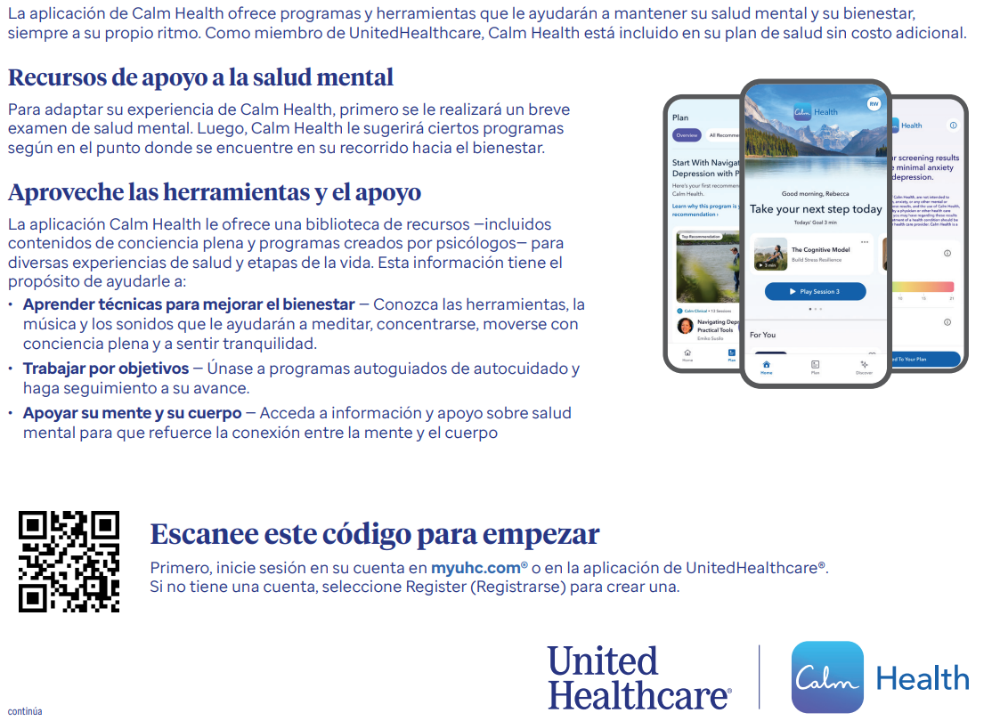 La aplicación de Calm Health ofrece programas y herramientas que le ayudarán a mantener su salud mental y su bienestar,
siempre a su propio ritmo. Como miembro de UnitedHealthcare, Calm Health está incluido en su plan de salud sin costo adicional.
Recursos de apoyo a la salud mental
Para adaptar su experiencia de Calm Health, primero se le realizará un breve
examen de salud mental. Luego, Calm Health le sugerirá ciertos programas
según en el punto donde se encuentre en su recorrido hacia el bienestar.
Aproveche las herramientas y el apoyo
La aplicación Calm Health le ofrece una biblioteca de recursos —incluidos
contenidos de conciencia plena y programas creados por psicólogos— para
diversas experiencias de salud y etapas de la vida. Esta información tiene el
propósito de ayudarle a:
• Aprender técnicas para mejorar el bienestar — Conozca las herramientas, la
música y los sonidos que le ayudarán a meditar, concentrarse, moverse con
conciencia plena y a sentir tranquilidad.
• Trabajar por objetivos — Únase a programas autoguiados de autocuidado y
haga seguimiento a su avance.
• Apoyar su mente y su cuerpo — Acceda a información y apoyo sobre salud
mental para que refuerce la conexión entre la mente y el cuerpo
Plan
Overview
All Recomme
Start With Navigat
Depression with P
Here's your first recommen
Calm Health.
Learn why this program is y
recommendation ›
Top Recommendation
Calm Clinical • 13 Sessions
Navigating Depr
Practical Tools
Emiliio Susilo
Home
Plan
Calm Health
RW
Good morning, Rebecca
Take your next step today
Todays' Goal 3 min
3 min
The Cognitive Model
Build Stress Resilience
Play Session 3
For You
Home
Plan
Discover
Health
r screening results
e minimal anxiety
depression.
10 15 21
d To Your Plan
Escanee este código para empezar
Primero, inicie sesión en su cuenta en myuhc.com® o en la aplicación de UnitedHealthcare®.
Si no tiene una cuenta, seleccione Register (Registrarse) para crear una.
United
Healthcare®
Calm Health
continúa